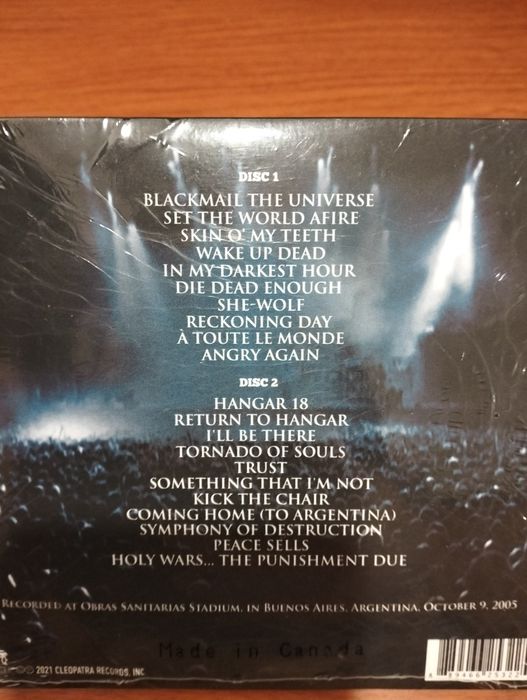 DISC 1
BLACKMAIL THE UNIVERSE
SET THE WORLD AFIRE
SKIN O' MY TEETH
WAKE UP DEAD
IN MY DARKEST HOUR
DIE DEAD ENOUGH
SHE-WOLF
RECKONING DAY
À TOUTE LE MONDE
ANGRY AGAIN
DISC 2
HANGAR 18
RETURN TO HANGAR
I'LL BE THERE
TORNADO OF SOULS
TRUST
SOMETHING THAT I'M NOT
KICK THE CHAIR
COMING HOME (TO ARGENTINA)
SYMPHONY OF DESTRUCTION
PEACE SELLS
HOLY WARS... THE PUNISHMENT DUE
RECORDED AT OBRAS SANITARIAS STADIUM, IN BUENOS AIRES, ARGENTINA, OCTOBER 9, 2005
Made in Canada
℗© 2021 CLEOPATRA RECORDS, INC